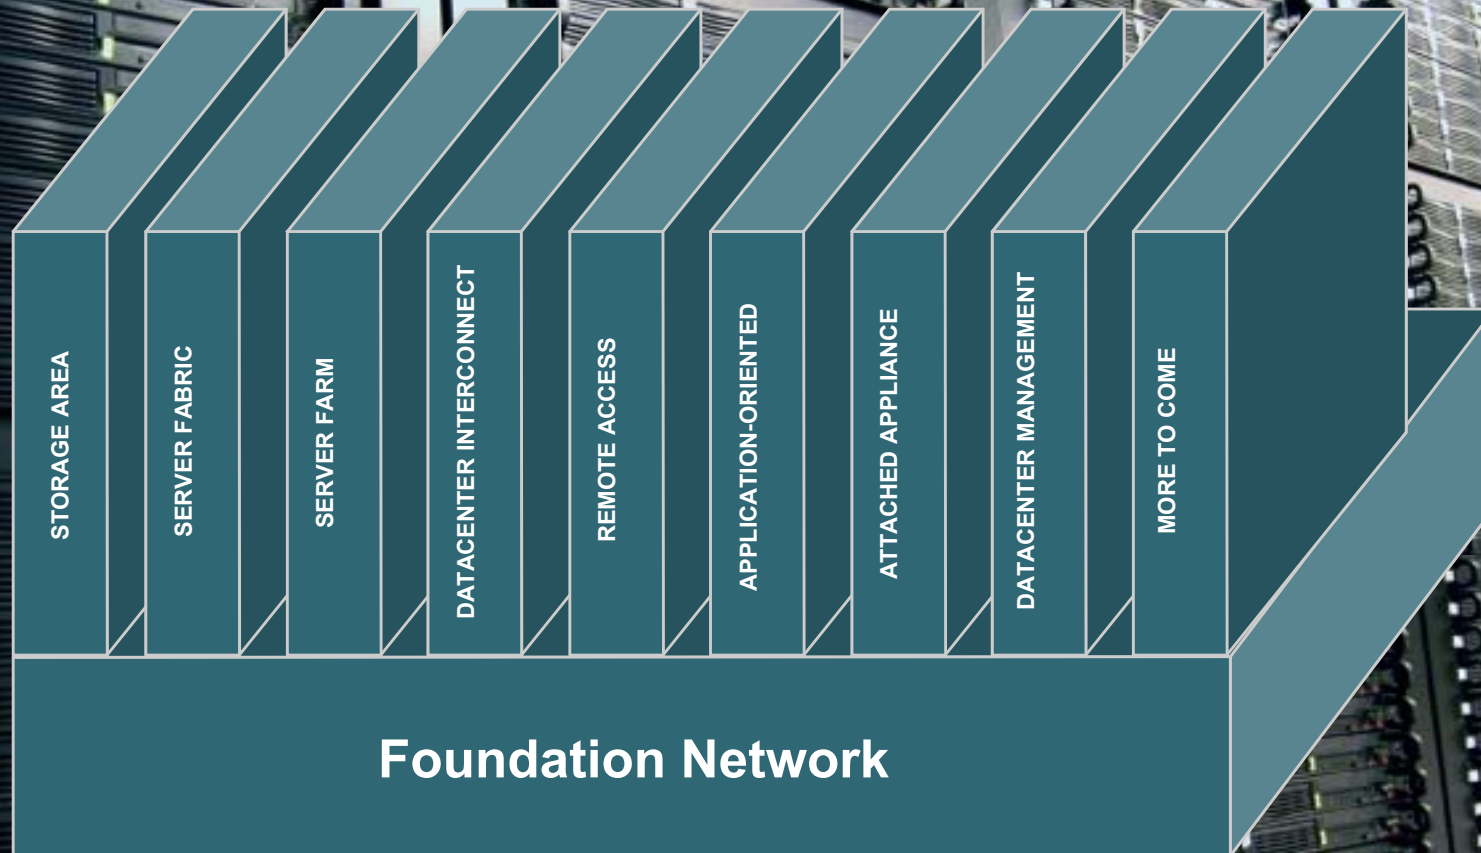 STORAGE AREA
SERVER FABRIC
SERVER FARM
DATACENTER INTERCONNECT
REMOTE ACCESS
APPLICATION-ORIENTED
ATTACHED APPLIANCE
DATACENTER MANAGEMENT
MORE TO COME
Foundation Network